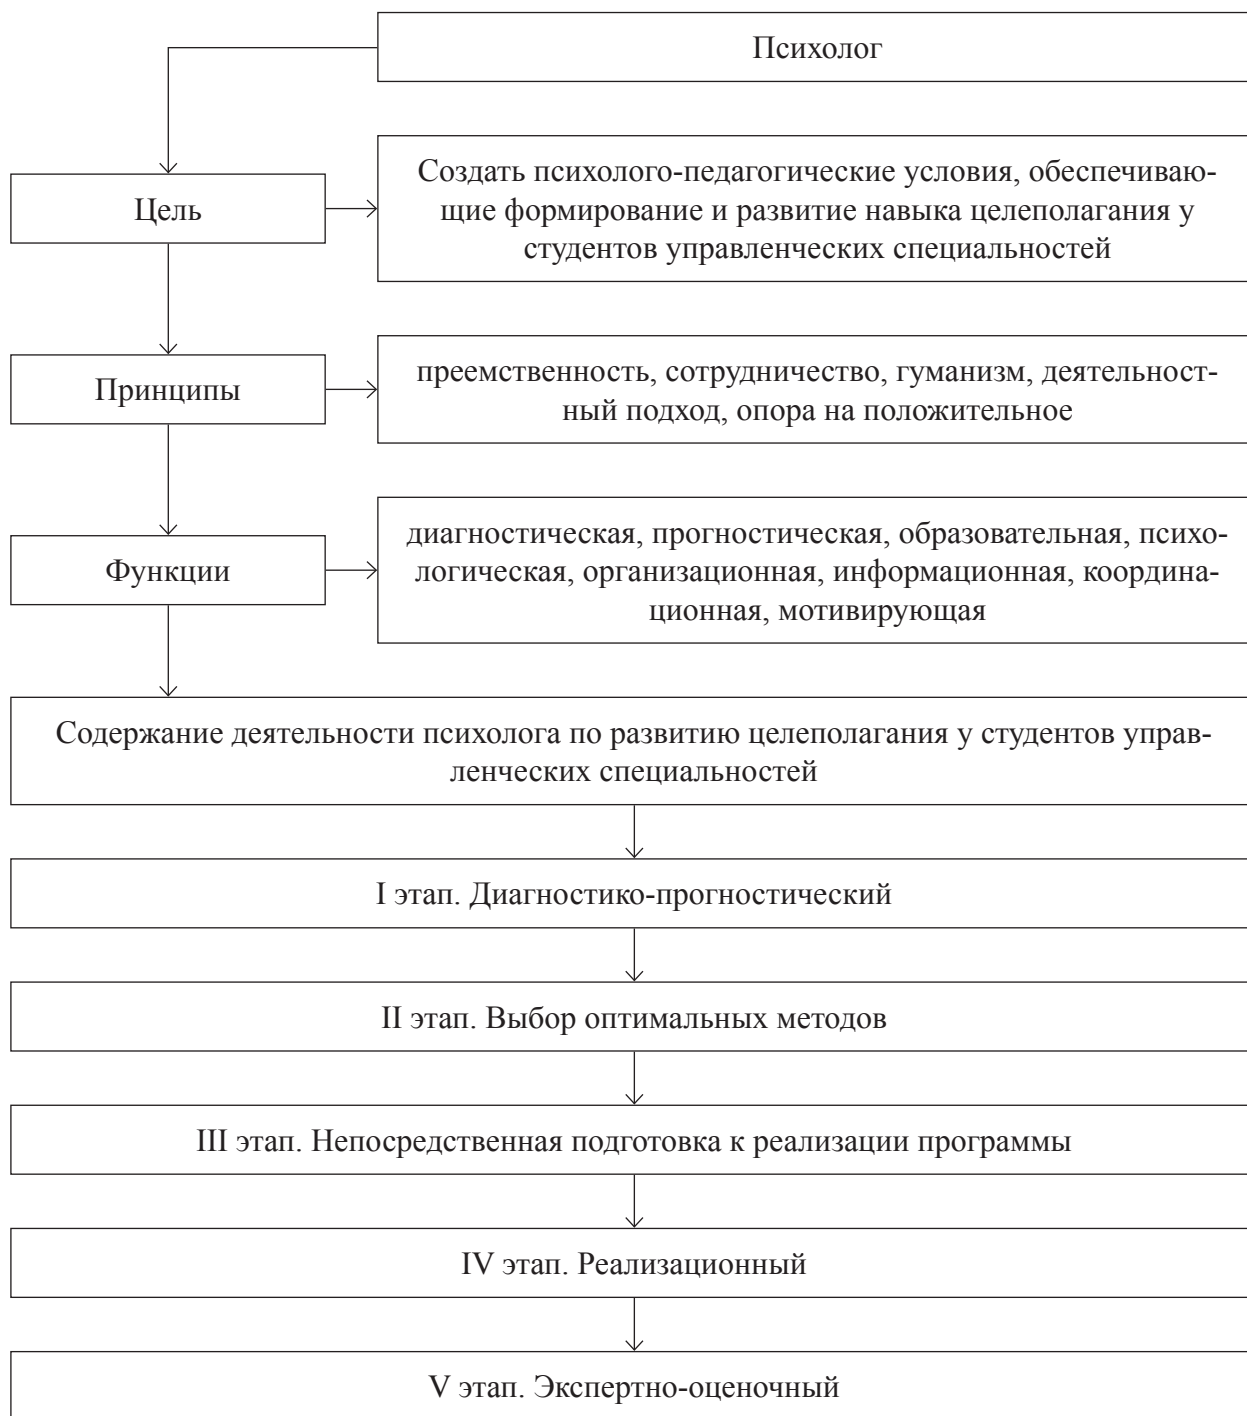 Психолог
Цель
Создать психолого-педагогические условия, обеспечиваю-
щие формирование и развитие навыка целеполагания у
студентов управленческих специальностей
Принципы
преемственность, сотрудничество, гуманизм, деятельност-
ный подход, опора на положительное
Функции
диагностическая, прогностическая, образовательная, психо-
логическая, организационная, информационная, координа-
ционная, мотивирующая
Содержание деятельности психолога по развитию целеполагания у студентов управ-
ленческих специальностей
I этап. Диагностико-прогностический
II этап. Выбор оптимальных методов
III этап. Непосредственная подготовка к реализации программы
IV этап. Реализационный
V этап. Экспертно-оценочный